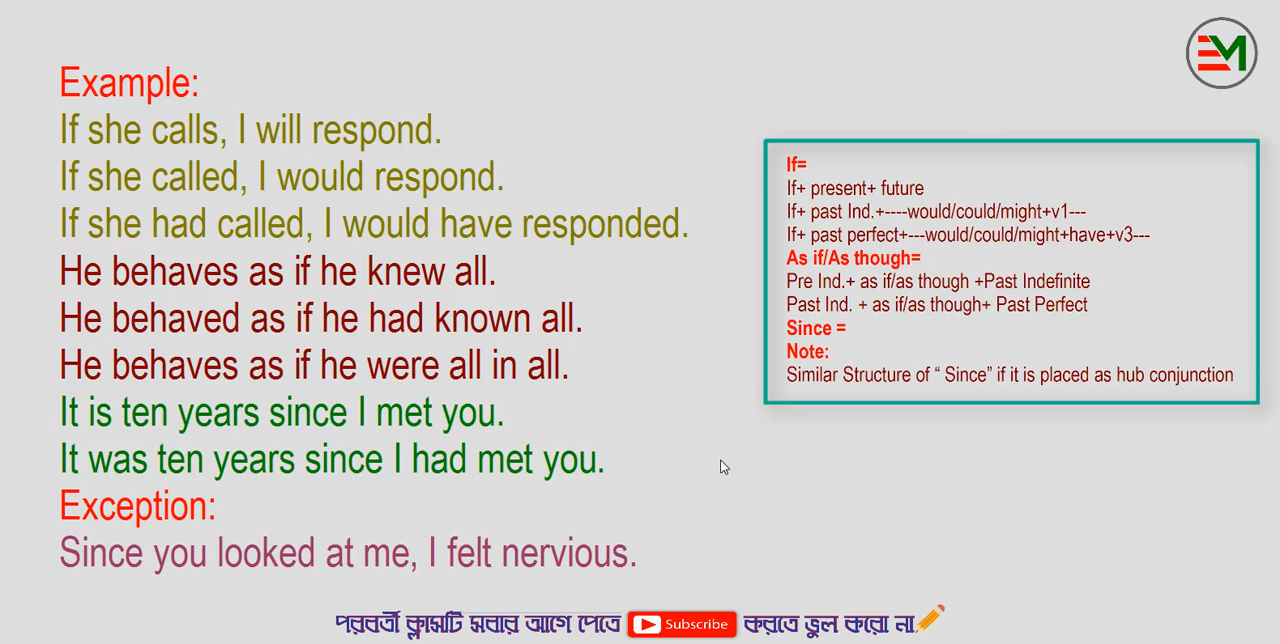 EM
Example:
If she calls, I will respond.
If she called, I would respond.
If she had called, I would have responded.
He behaves as if he knew all.
He behaved as if he had known all.
He behaves as if he were all in all.
It is ten years since I met you.
It was ten years since I had met you.
Exception:
Since you looked at me, I felt nervious.
If=
If+ present+ future
If+ past Ind.+----would/could/might+v1---
If+ past perfect+---would/could/might+have+v3---
As if/As though=
Pre Ind.+ as if/as though +Past Indefinite
Past Ind. + as if/as though+ Past Perfect
Since =
Note:
Similar Structure of “ Since” if it is placed as hub conjunction
পরবর্তী ক্লাসটি সবার আগে পেতে Subscribe করতে ভুল করো না